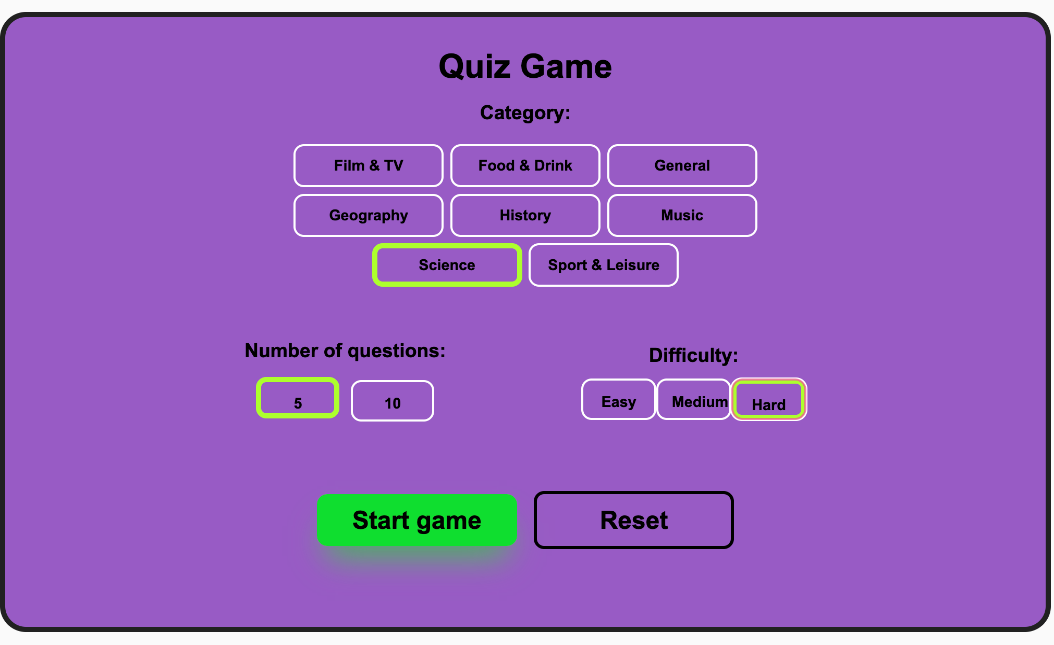 Quiz Game
Category:
Film & TV Food & Drink General
Geography History Music
Science Sport & Leisure
Number of questions: Difficulty:
5 10 Easy Medium Hard
Start game Reset